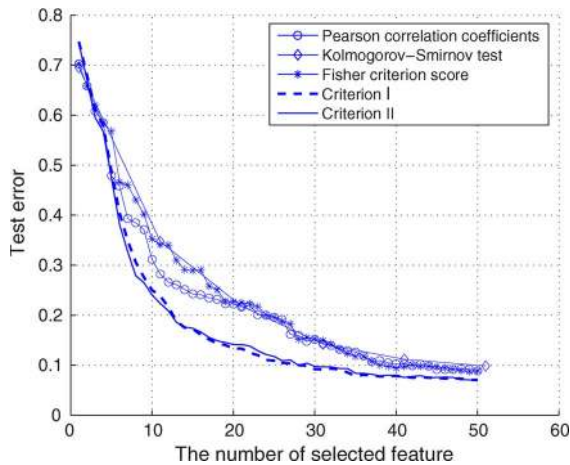 Pearson correlation coefficients
Kolmogorov−Smirnov test
Fisher criterion score
Criterion I
Criterion II
Test error
0.8
0.7
0.6
0.5
0.4
0.3
0.2
0.1
0
0 10 20 30 40 50 60
The number of selected feature